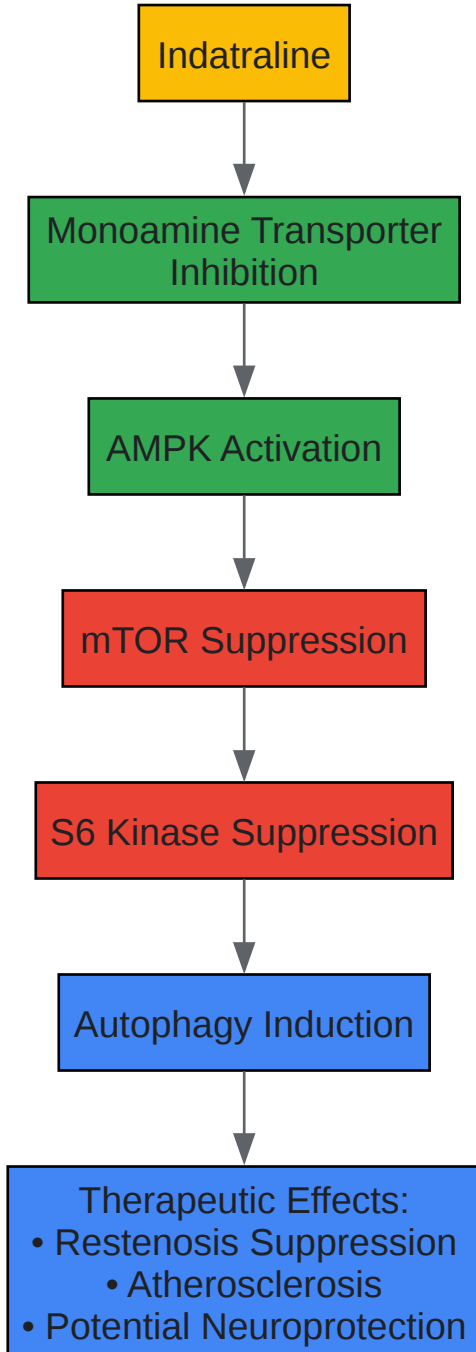 Indatraline
Monoamine Transporter
Inhibition
AMPK Activation
mTOR Suppression
S6 Kinase Suppression
Autophagy Induction
Therapeutic Effects:
• Restenosis Suppression
• Atherosclerosis
• Potential Neuroprotection